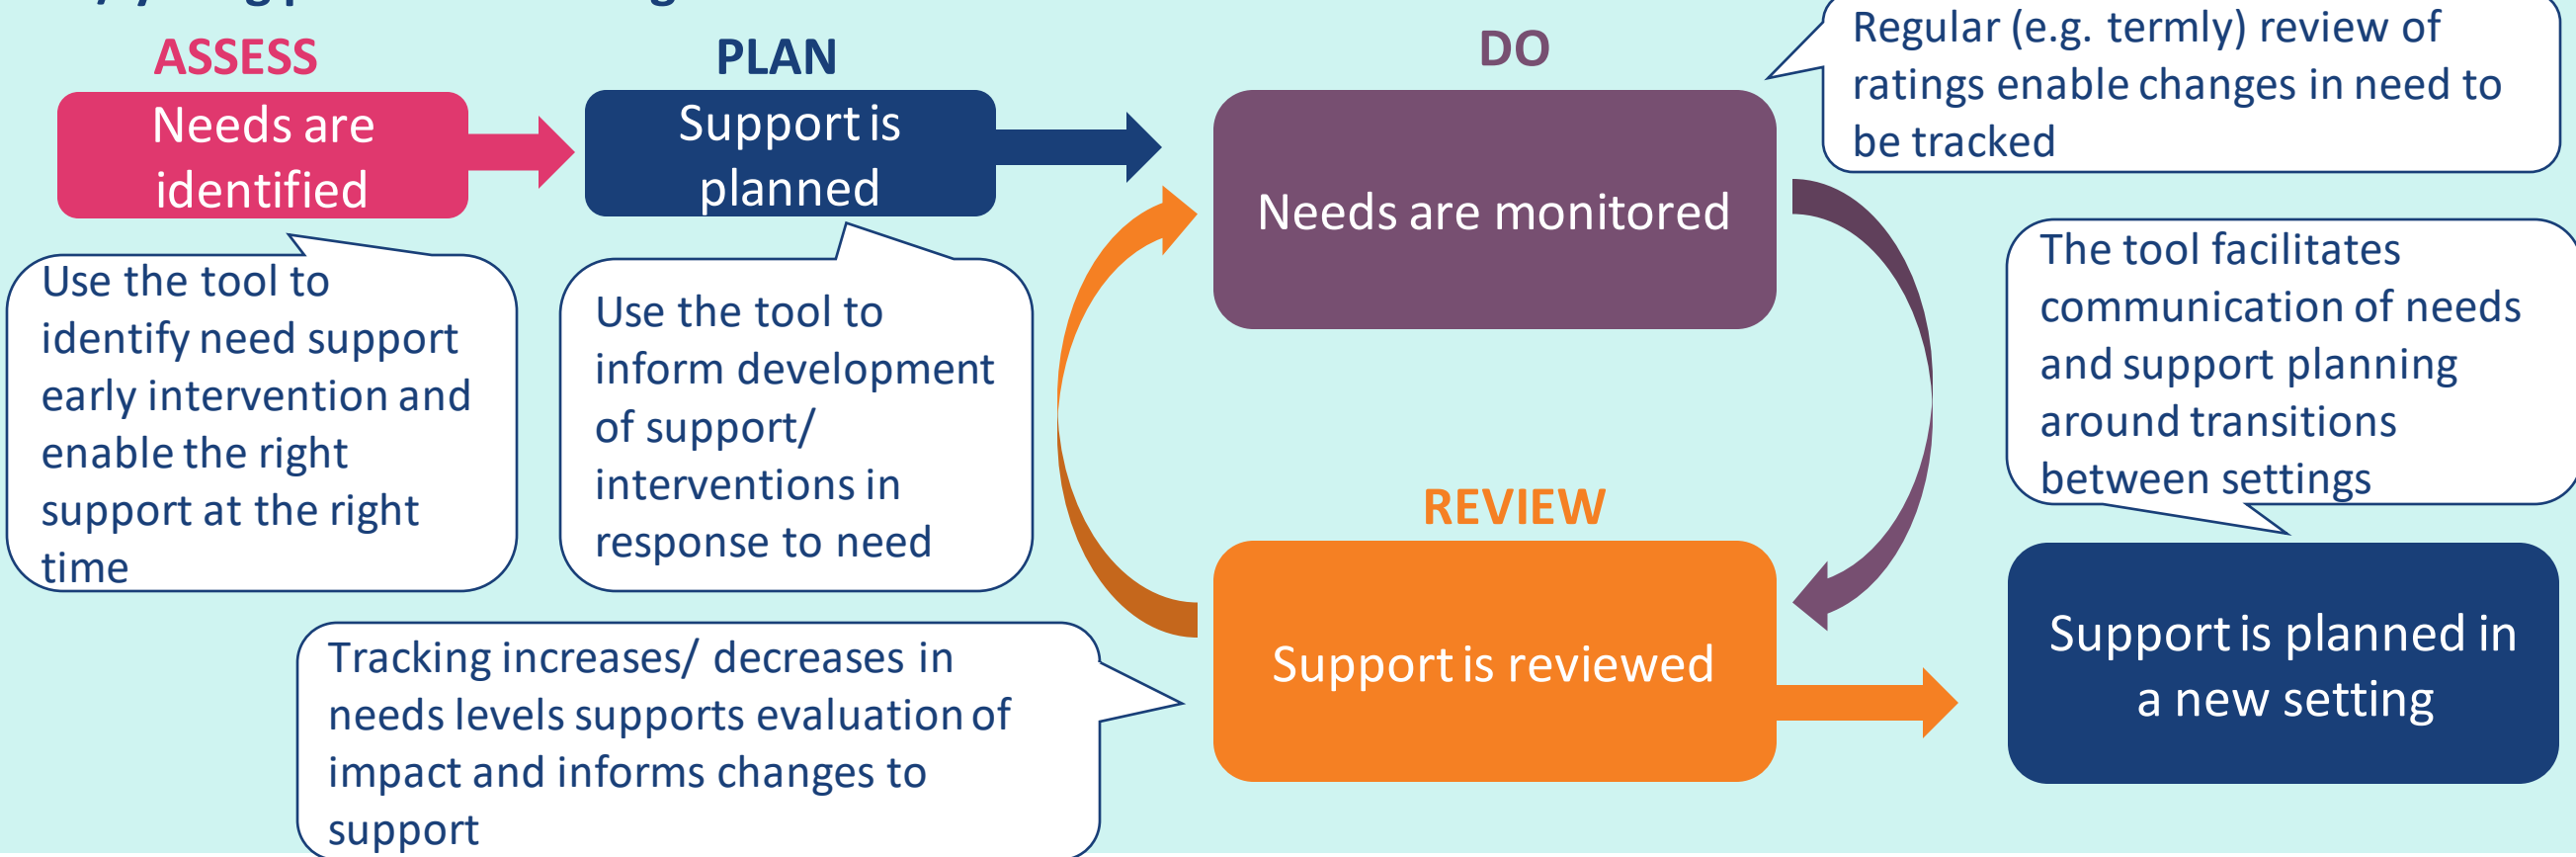 ASSESS
Needs are
identified
Use the tool to
identify need support
early intervention and
enable the right
support at the right
time
PLAN
Support is
planned
Use the tool to
inform development
of support/
interventions in
response to need
DO
Needs are monitored
Regular (e.g. termly) review of
ratings enable changes in need to
be tracked
REVIEW
Support is reviewed
Tracking increases/ decreases in
needs levels supports evaluation of
impact and informs changes to
support
The tool facilitates
communication of needs
and support planning
around transitions
between settings
Support is planned in
a new setting